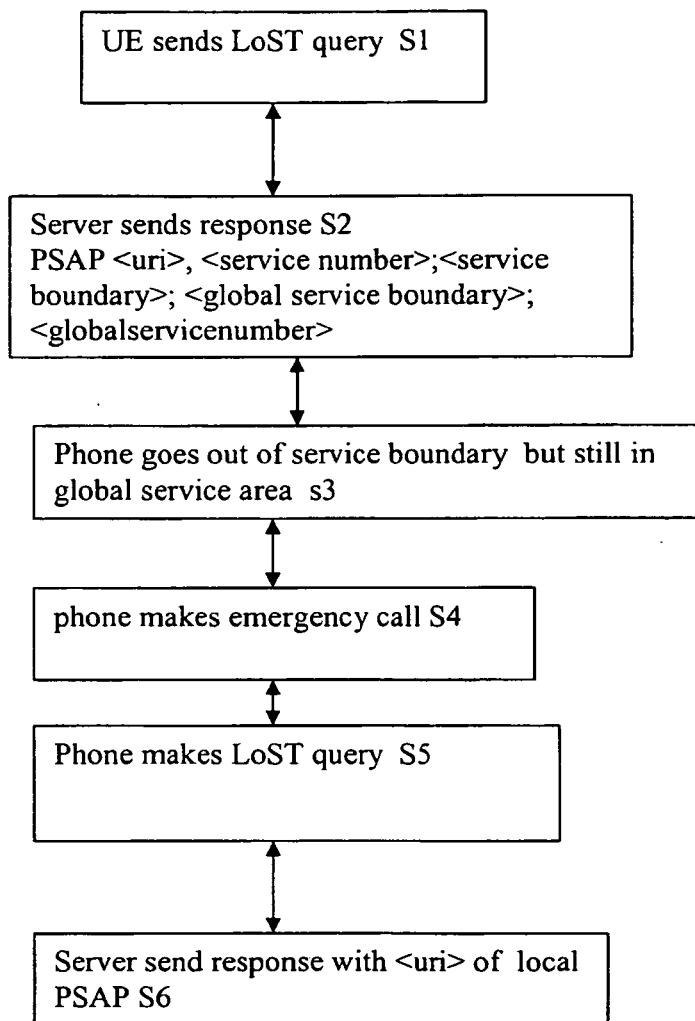 UE sends LoST query S1
Server sends response S2
PSAP <uri>, <service number>;<service
boundary>; <global service boundary>;
<globalservicenumber>
Phone goes out of service boundary but still in
global service area s3
phone makes emergency call S4
Phone makes LoST query S5
Server send response with <uri> of local
PSAP S6